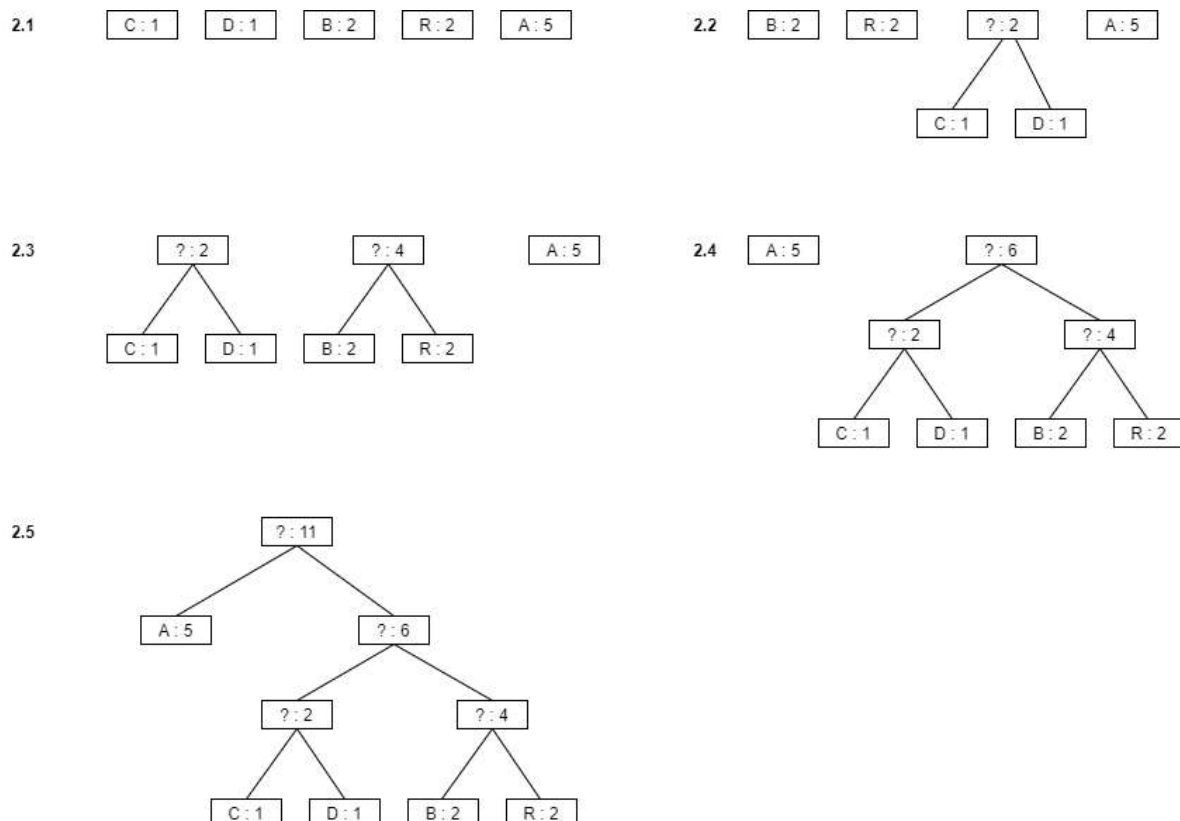 2.1 C : 1 D : 1 B : 2 R : 2 A : 5
2.2 B : 2 R : 2 ? : 2 A : 5
C : 1 D : 1
2.3 ? : 2 ? : 4 A : 5
C : 1 D : 1 B : 2 R : 2
2.4 A : 5 ? : 6
? : 2 ? : 4
C : 1 D : 1 B : 2 R : 2
2.5 ? : 11
A : 5 ? : 6
? : 2 ? : 4
C : 1 D : 1 B : 2 R : 2